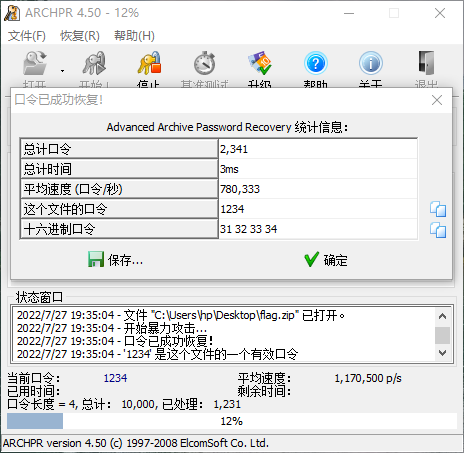 ARCHPR 4.50 - 12%
文件(F) 恢复(R) 帮助(H)
打开 开始! 停止 基准测试 升级 帮助 关于 退出
口令已成功恢复!
Advanced Archive Password Recovery 统计信息:
总计口令 2,341
总计时间 3ms
平均速度 (口令/秒) 780,333
这个文件的口令 1234
十六进制口令 31 32 33 34
保存... 确定
状态窗口
2022/7/27 19:35:04 - 文件 "C:\Users\hp\Desktop\flag.zip" 已打开。
2022/7/27 19:35:04 - 开始暴力攻击...
2022/7/27 19:35:04 - 口令已成功恢复!
2022/7/27 19:35:04 - '1234' 是这个文件的一个有效口令
当前口令: 1234 平均速度: 1,170,500 p/s
已用时间: 剩余时间:
口令长度 = 4, 总计: 10,000, 已处理: 1,231
12%
ARCHPR version 4.50 (c) 1997-2008 ElcomSoft Co. Ltd.